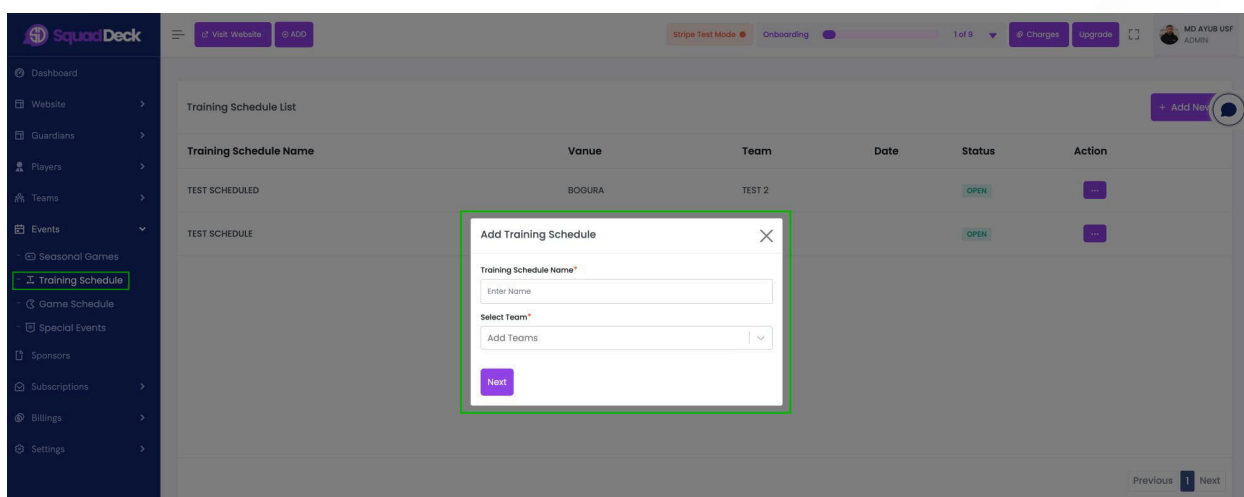 SquadDeck
Visit Website
ADD
Stripe Test Mode
Onboarding
1 of 9
Charges
Upgrade
MD AYUB USF
ADMIN
Dashboard
Website
Guardians
Players
Teams
Events
Seasonal Games
Training Schedule
Game Schedule
Special Events
Sponsors
Subscriptions
Billings
Settings
Training Schedule List
+ Add New
Training Schedule Name Vanue Team Date Status Action
TEST SCHEDULED BOGURA TEST 2 OPEN ...
TEST SCHEDULE OPEN ...
Add Training Schedule
Training Schedule Name*
Enter Name
Select Team*
Add Teams
Next
Previous 1 Next